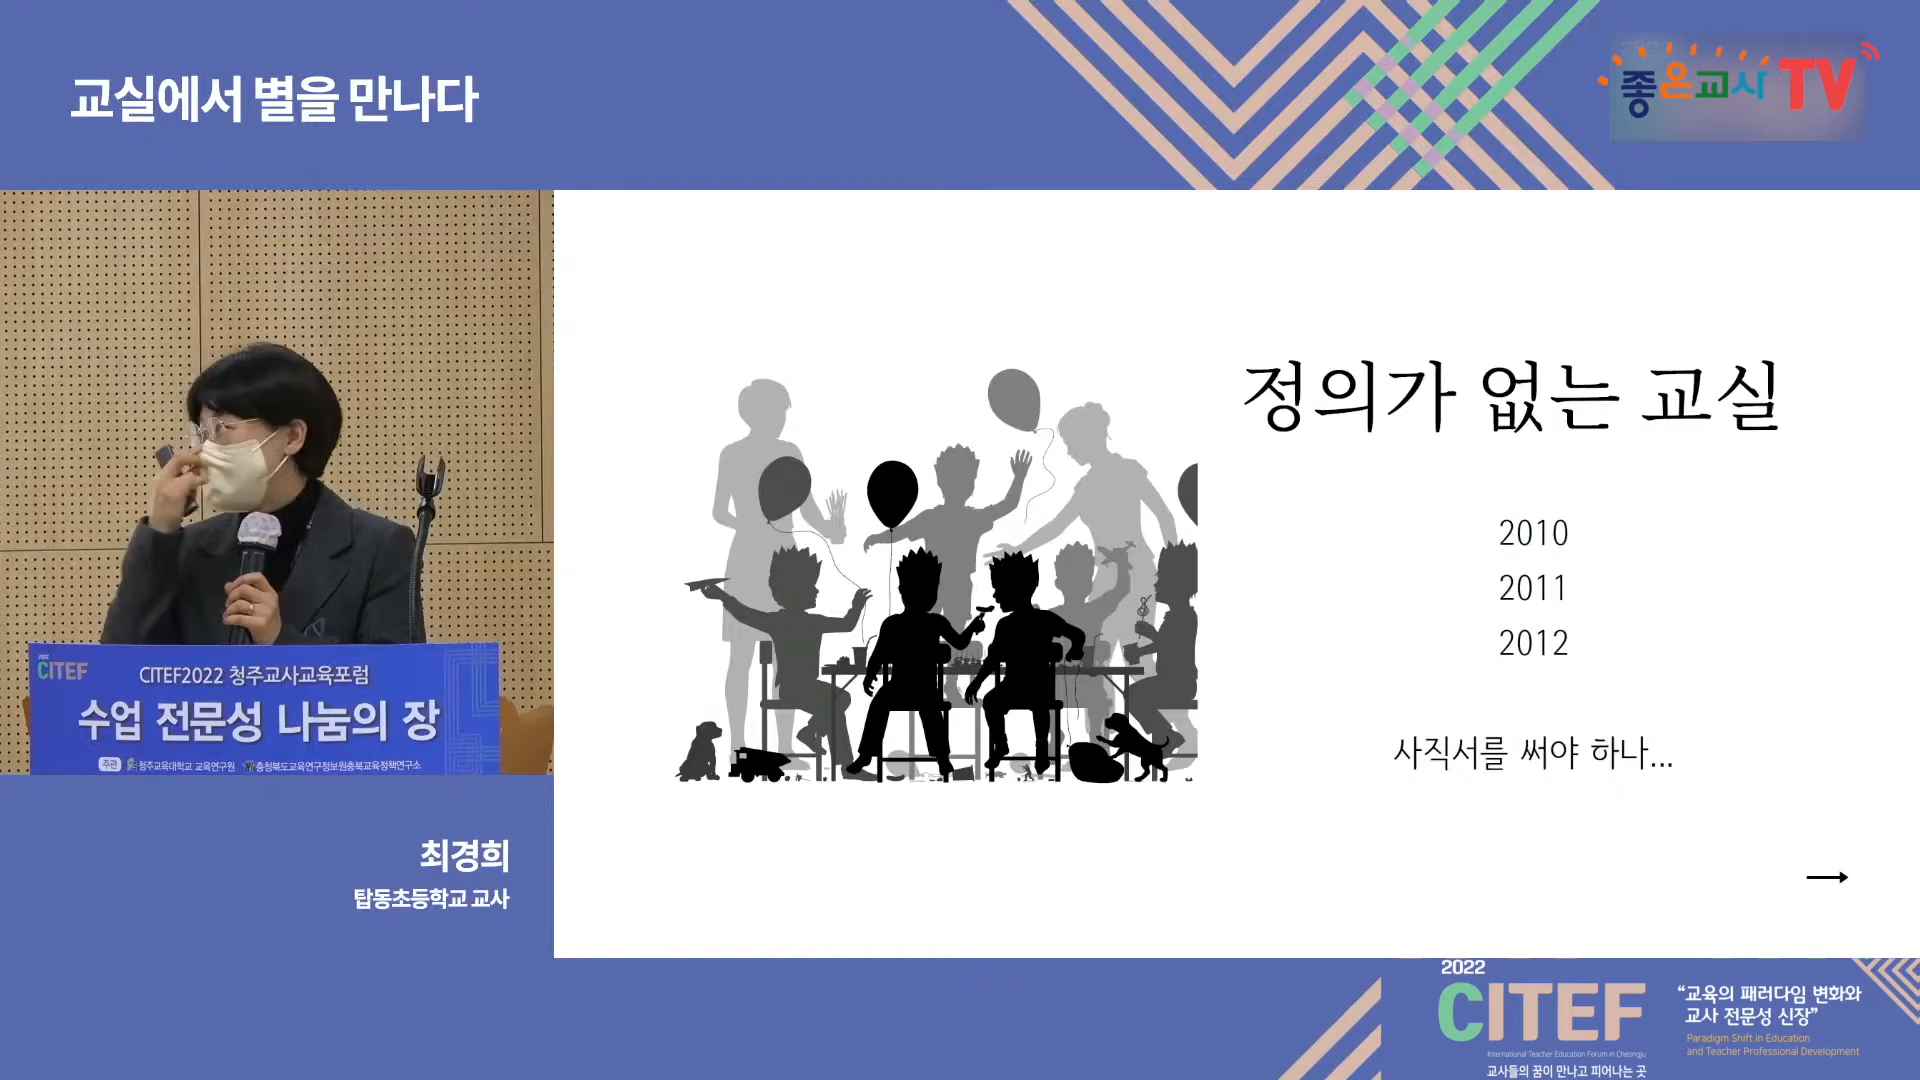 교실에서 별을 만나다
좋은교사 TV
정의가 없는 교실
2010
2011
2012
사직서를 써야 하나...
2022
CITEF
CITEF2022 청주교사교육포럼
수업 전문성 나눔의 장
주관 청주교육대학교 교육연구원 충청북도교육연구정보원충북교육정책연구소
최경희
탑동초등학교 교사
2022
CITEF
International Teacher Education Forum in Cheongju
교사들의 꿈이 만나고 피어나는 곳
“교육의 패러다임 변화와
교사 전문성 신장”
Paradigm Shift in Education
and Teacher Professional Development